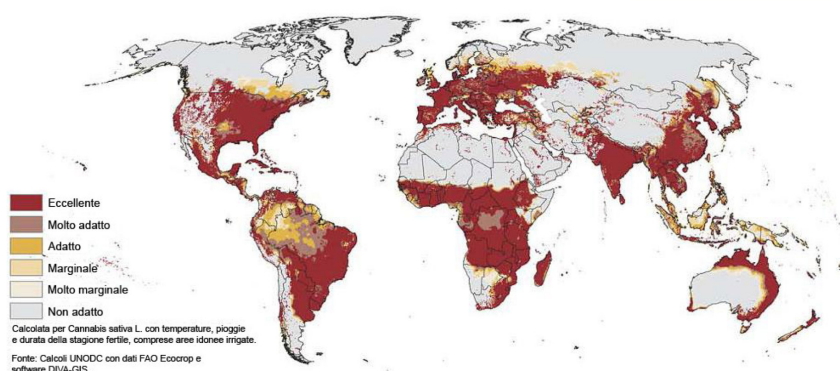 Eccellente
Molto adatto
Adatto
Marginale
Molto marginale
Non adatto
Calcolata per Cannabis sativa L. con temperature, piogge
e durata della stagione fertile, comprese aree idonee irrigate.
Fonte: Calcoli UNODC con dati FAO Ecocrop e
software DIVA-GIS